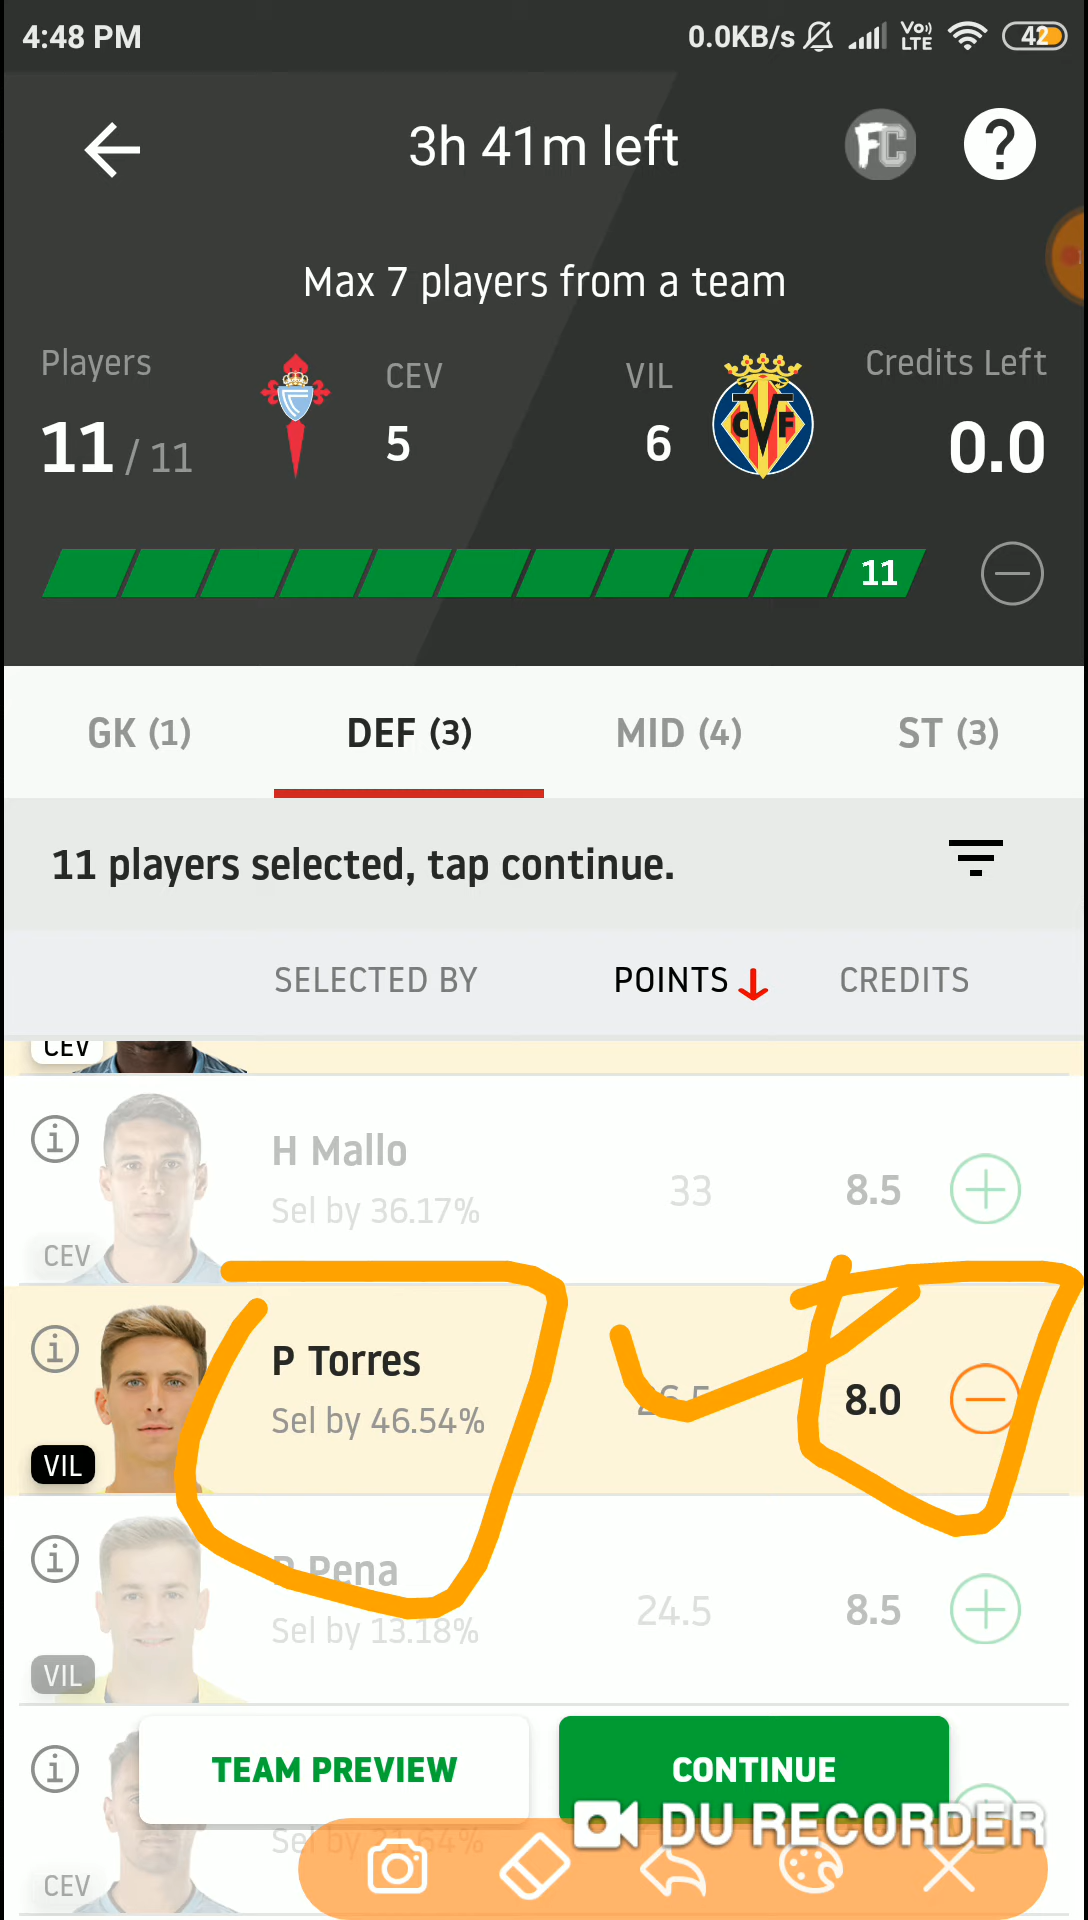 4:48 PM 0.0KB/s VoLTE 42
3h 41m left FC ?
Max 7 players from a team
Players CEV VIL Credits Left
11 / 11 5 6 0.0
11
GK (1) DEF (3) MID (4) ST (3)
11 players selected, tap continue.
SELECTED BY POINTS CREDITS
CEV
H Mallo
Sel by 36.17% 33 8.5
CEV
P Torres
Sel by 46.54% 8.0
VIL
Pena
Sel by 13.18% 24.5 8.5
VIL
TEAM PREVIEW CONTINUE
DU RECORDER
Sel
CEV